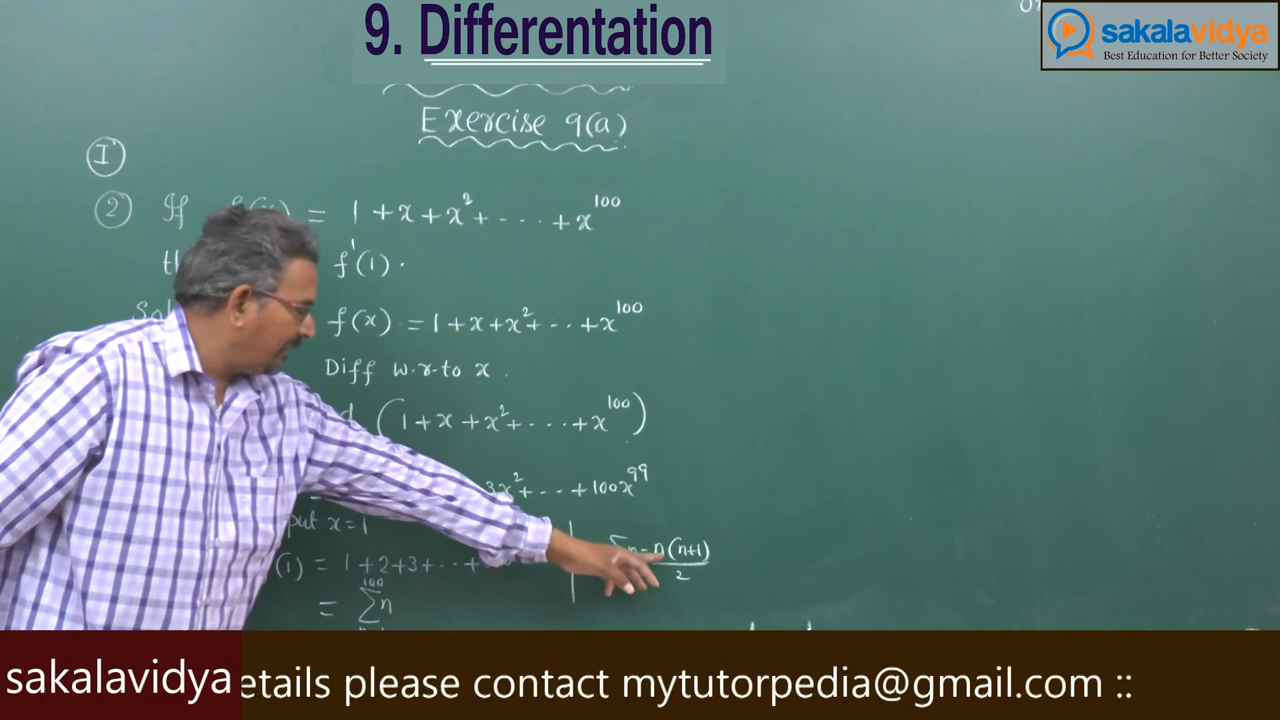 9. Differentation
sakalavidya
Best Education for Better Society
Exercise 9(a)
I
2 If = 1 + x + x² + .... + x¹⁰⁰
f'(1).
f(x) = 1 + x + x² + ... + x¹⁰⁰
Diff w.r.to x.
(1 + x + x² + .... + x¹⁰⁰)
3x² + ... + 100x⁹⁹
put x = 1
(1) = 1 + 2 + 3 + ... +
= ¹⁰⁰∑n
∑n = n(n+1)/2
sakalavidya
etails please contact mytutorpedia@gmail.com ::